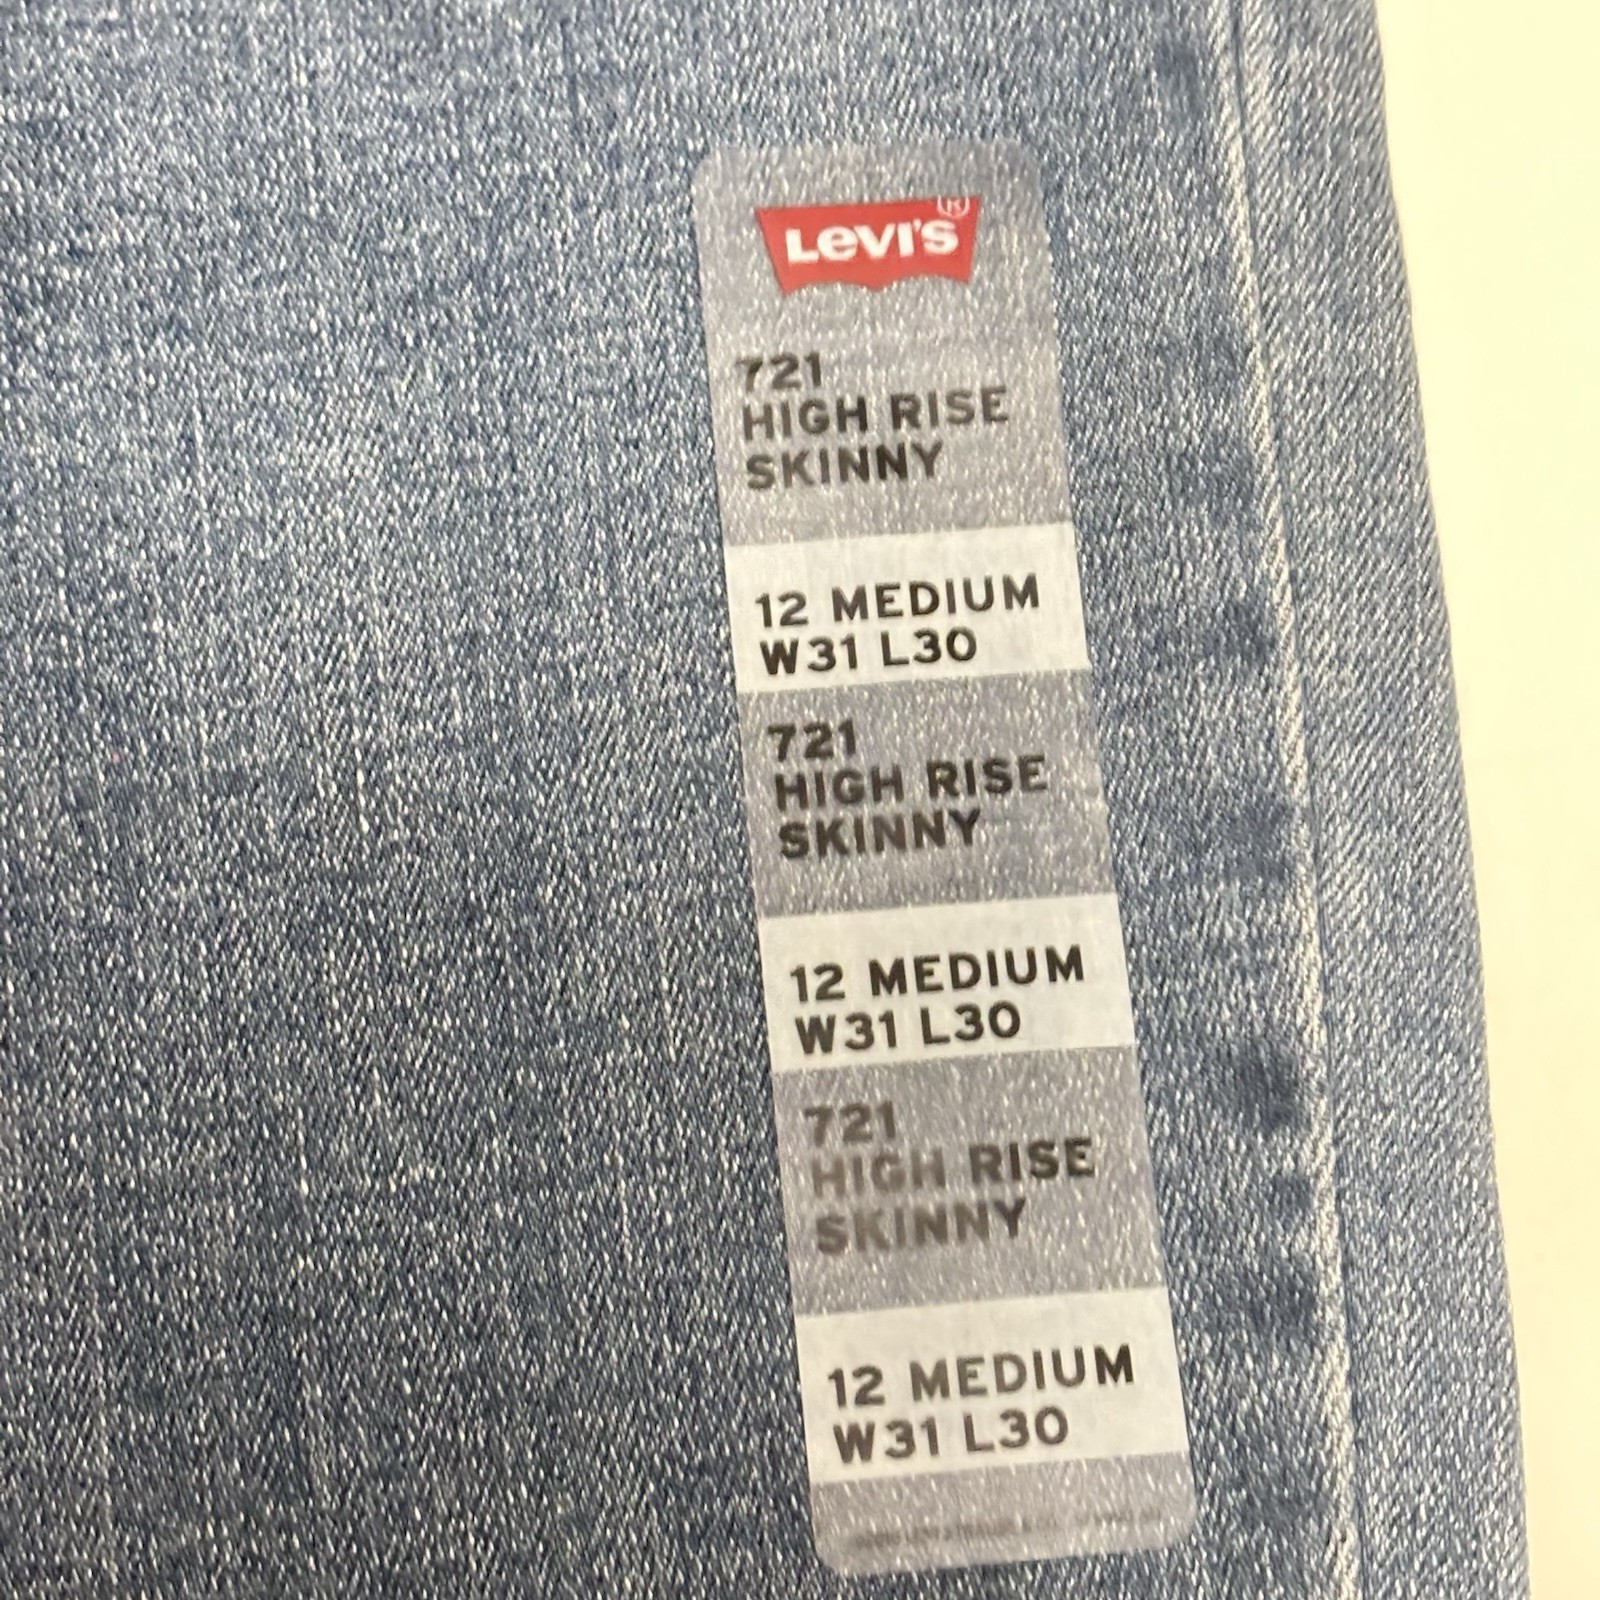 LEVI'S®
721
HIGH RISE
SKINNY
12 MEDIUM
W31 L30
721
HIGH RISE
SKINNY
12 MEDIUM
W31 L30
721
HIGH RISE
SKINNY
12 MEDIUM
W31 L30